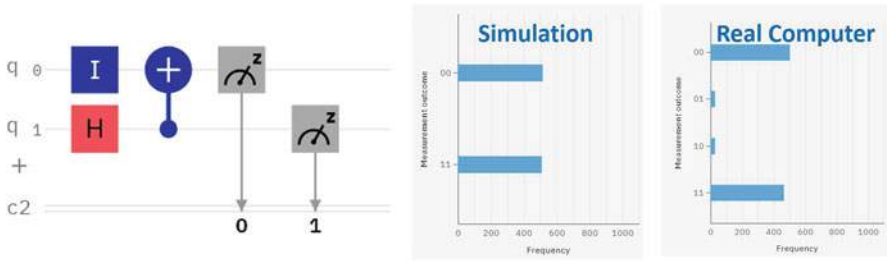 q 0
I
z
q 1
H
z
+
c2
0 1
Simulation
Measurement outcome
00
11
0 200 400 600 800 1000
Frequency
Real Computer
Measurement outcome
00
01
10
11
0 200 400 600 800 1000
Frequency